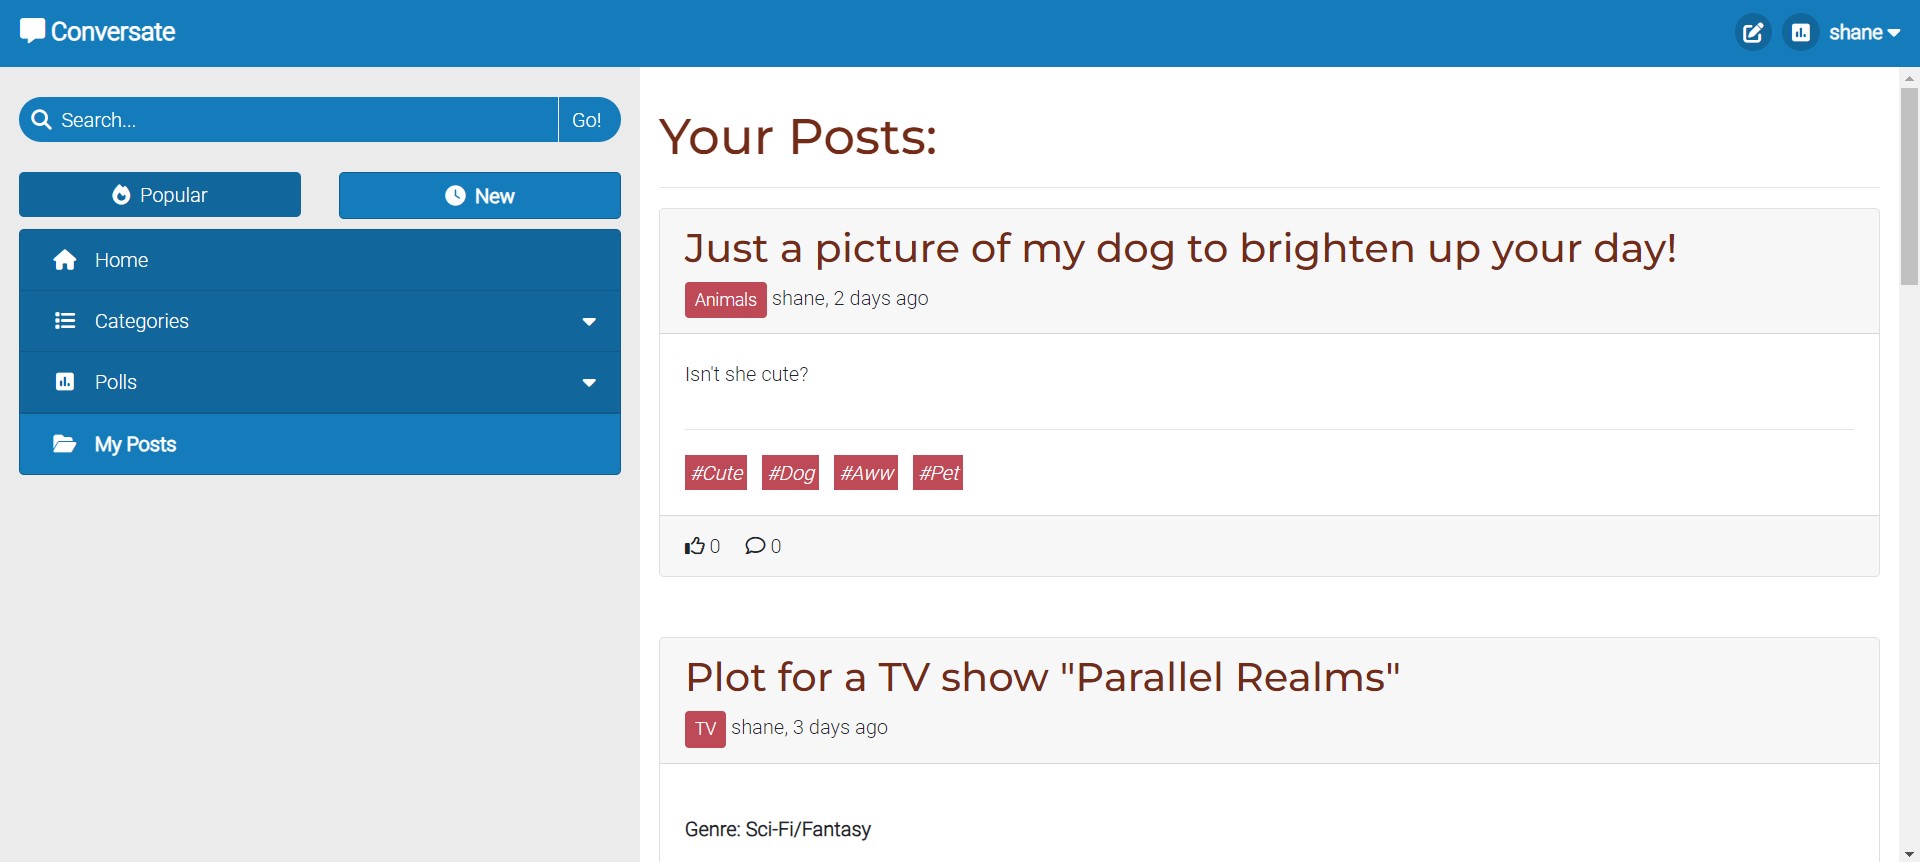 Conversate
shane
Search...
Go!
Popular
New
Home
Categories
Polls
My Posts
Your Posts:
Just a picture of my dog to brighten up your day!
Animals shane, 2 days ago
Isn't she cute?
#Cute #Dog #Aww #Pet
0 0
Plot for a TV show "Parallel Realms"
TV shane, 3 days ago
Genre: Sci-Fi/Fantasy